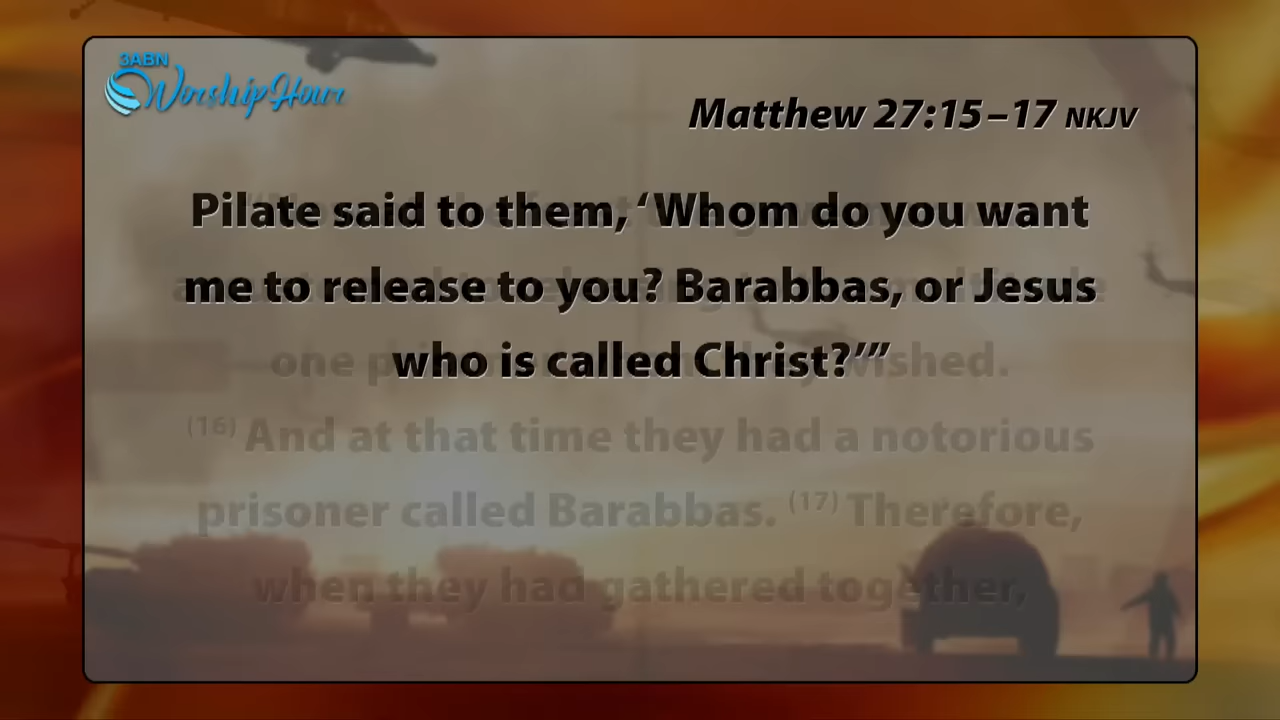 3ABN
Worship Hour
Matthew 27:15–17 NKJV
Pilate said to them, ‘Whom do you want
me to release to you? Barabbas, or Jesus
who is called Christ?’”
one wished.
(16) And at that time they had a notorious
prisoner called Barabbas. (17) Therefore,
when they had gathered together,